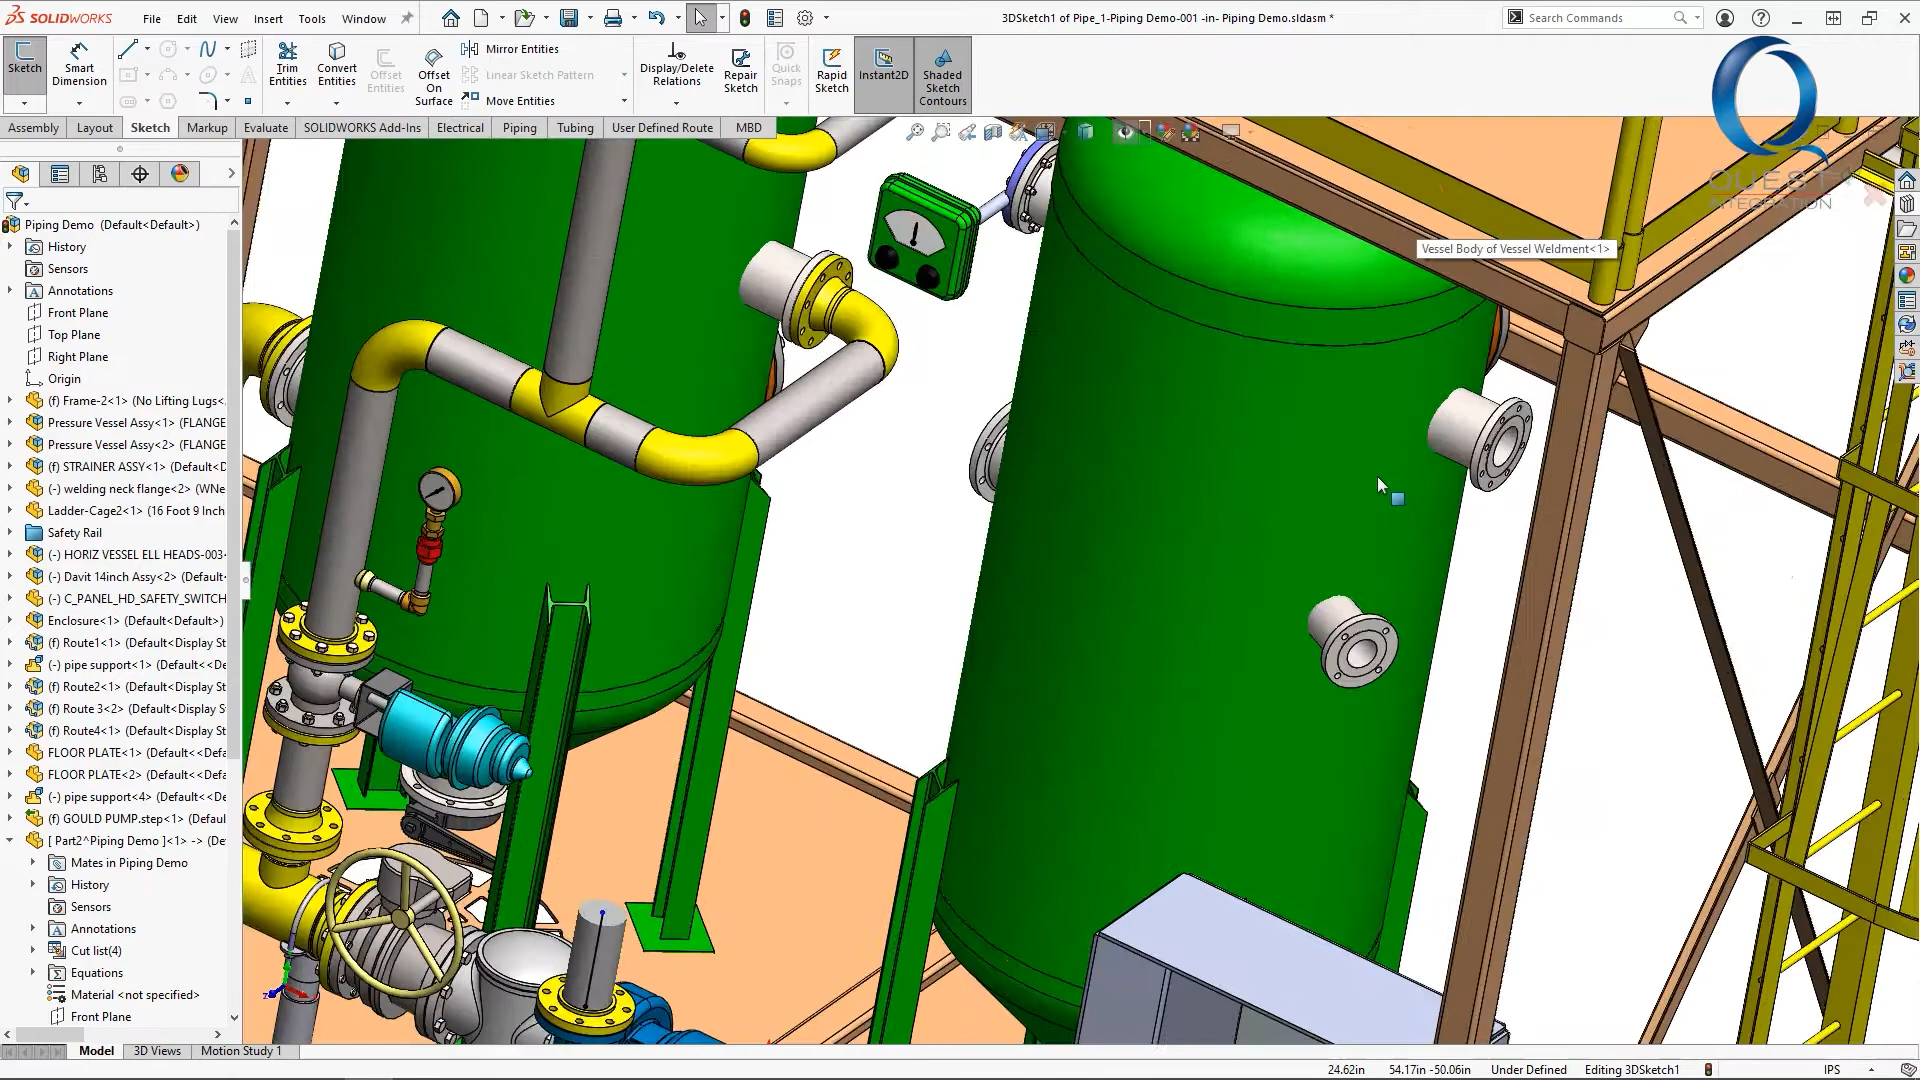 SOLIDWORKS File Edit View Insert Tools Window
3DSketch1 of Pipe_1-Piping Demo-001 -in- Piping Demo.sldasm *
Search Commands
Sketch
Smart Dimension
Trim Entities
Convert Entities
Offset Entities
Offset On Surface
Mirror Entities
Linear Sketch Pattern
Move Entities
Display/Delete Relations
Repair Sketch
Quick Snaps
Rapid Sketch
Instant2D
Shaded Sketch Contours
Assembly Layout Sketch Markup Evaluate SOLIDWORKS Add-Ins Electrical Piping Tubing User Defined Route MBD
QUEST
INTEGRATION
Vessel Body of Vessel Weldment<1>
Piping Demo (Default<Default>)
History
Sensors
Annotations
Front Plane
Top Plane
Right Plane
Origin
(f) Frame-2<1> (No Lifting Lugs<
Pressure Vessel Assy<1> (FLANGE
Pressure Vessel Assy<2> (FLANGE
(f) STRAINER ASSY<1> (Default<D
(-) welding neck flange<2> (WNe
Ladder-Cage2<1> (16 Foot 9 Inch
Safety Rail
(-) HORIZ VESSEL ELL HEADS-003<
(-) Davit 14inch Assy<2> (Default<
(-) C_PANEL_HD_SAFETY_SWITCH
Enclosure<1> (Default<Default>)
(f) Route1<1> (Default<Display St
(-) pipe support<1> (Default<<De
(f) Route2<1> (Default<Display St
(f) Route 3<2> (Default<Display S
(f) Route4<1> (Default<Display St
FLOOR PLATE<1> (Default<<Defa
FLOOR PLATE<2> (Default<<Defa
(-) pipe support<4> (Default<<De
(f) GOULD PUMP.step<1> (Defaul
[ Part2^Piping Demo ]<1> -> (De
Mates in Piping Demo
History
Sensors
Annotations
Cut list(4)
Equations
Material <not specified>
Front Plane
Model 3D Views Motion Study 1
24.62in 54.17in -50.06in Under Defined Editing 3DSketch1 IPS